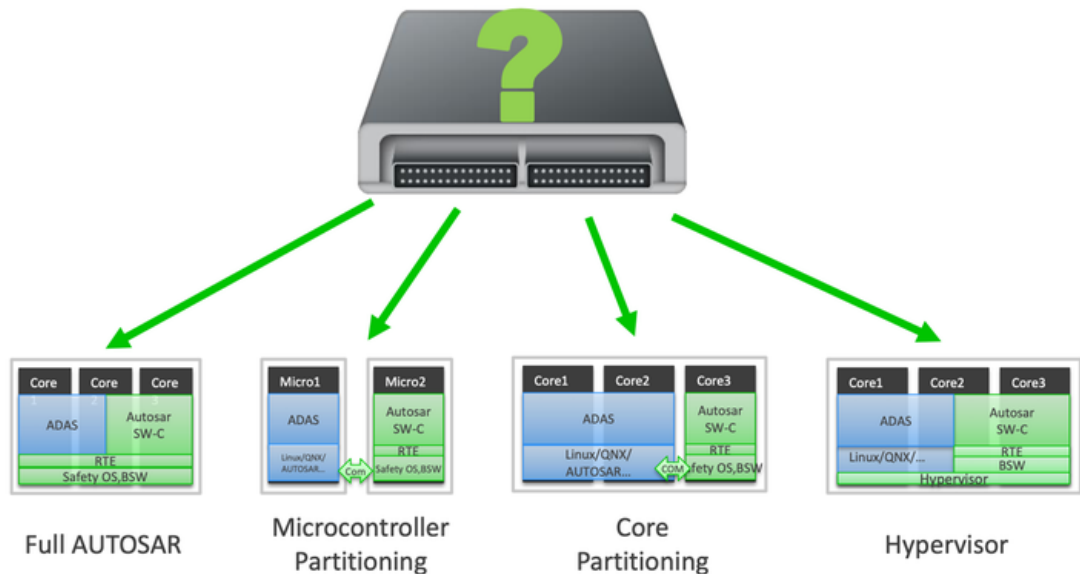 ?
Core 1
Core 2
Core 3
ADAS
Autosar
SW-C
RTE
Safety OS,BSW
Full AUTOSAR
Micro1
Micro2
ADAS
Autosar
SW-C
Linux/QNX/
AUTOSAR...
Com
RTE
Safety OS,BSW
Microcontroller
Partitioning
Core1
Core2
Core3
ADAS
Autosar
SW-C
Linux/QNX/
AUTOSAR...
COM
RTE
Safety OS,BSW
Core
Partitioning
Core1
Core2
Core3
ADAS
Autosar
SW-C
Linux/QNX/...
RTE
BSW
Hypervisor
Hypervisor